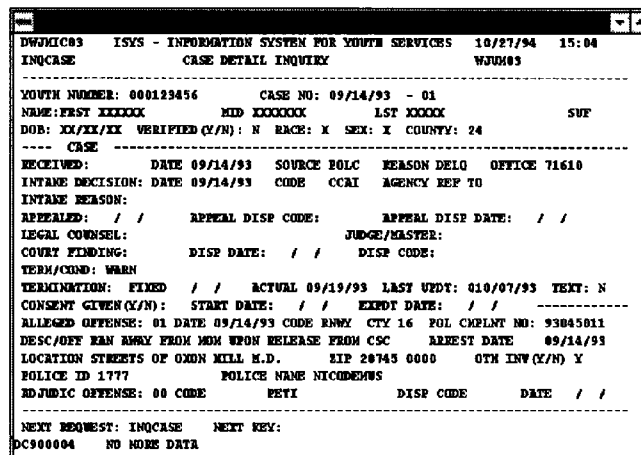 DWJMIC03 ISYS - INFORMATION SYSTEM FOR YOUTH SERVICES 10/27/94 15:04
INQCASE CASE DETAIL INQUIRY WJUM03
YOUTH NUMBER: 000123456 CASE NO: 09/14/93 - 01
NAME: FRST XXXXXX MID XXXXXXX LST XXXXX SUF
DOB: XX/XX/XX VERIFIED(Y/N): N RACE: X SEX: X COUNTY: 24
---- CASE
RECEIVED: DATE 09/14/93 SOURCE POLC REASON DELQ OFFICE 71610
INTAKE DECISION: DATE 09/14/93 CODE CCAI AGENCY REF TO
INTAKE REASON:
APPEALED: / / APPEAL DISP CODE: APPEAL DISP DATE: / /
LEGAL COUNSEL: JUDGE/MASTER:
COURT FINDING: DISP DATE: / / DISP CODE:
TERM/COND: WARN
TERMINATION: FIXED / / ACTUAL 09/19/93 LAST UPDT: 010/07/93 TEXT: N
CONSENT GIVEN(Y/N): START DATE: / / EXPDT DATE: / /
ALLEGED OFFENSE: 01 DATE 09/14/93 CODE RNWY CTY 16 POL CMPLNT NO: 93045011
DESC/OFF RAN AWAY FROM MOM UPON RELEASE FROM CSC ARREST DATE 09/14/93
LOCATION STREETS OF OXON HILL M.D. ZIP 20745 0000 OTH INV(Y/N) Y
POLICE ID 1777 POLICE NAME NICODEMUS
ADJUDIC OFFENSE: 00 CODE PETI DISP CODE DATE / /
NEXT REQUEST: INQCASE NEXT KEY:
DC900004 NO MORE DATA